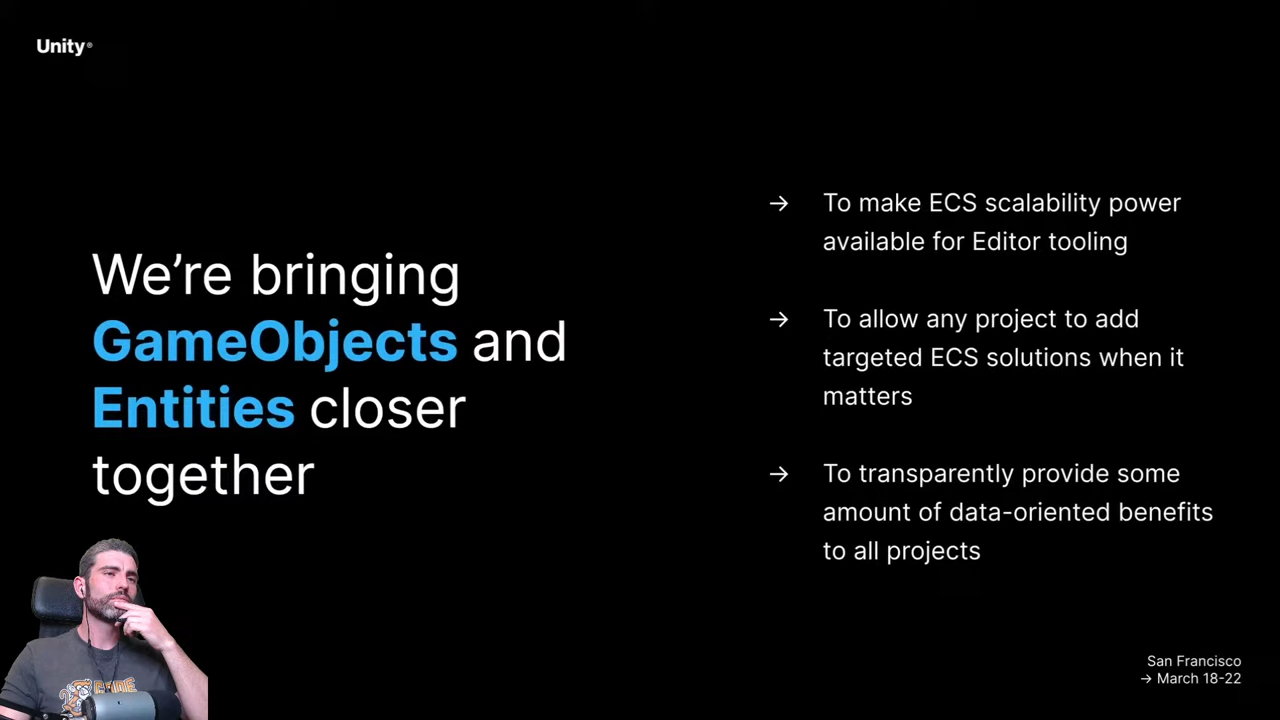 Unity®
We’re bringing
GameObjects and
Entities closer
together
→ To make ECS scalability power
available for Editor tooling
→ To allow any project to add
targeted ECS solutions when it
matters
→ To transparently provide some
amount of data-oriented benefits
to all projects
San Francisco
→ March 18-22